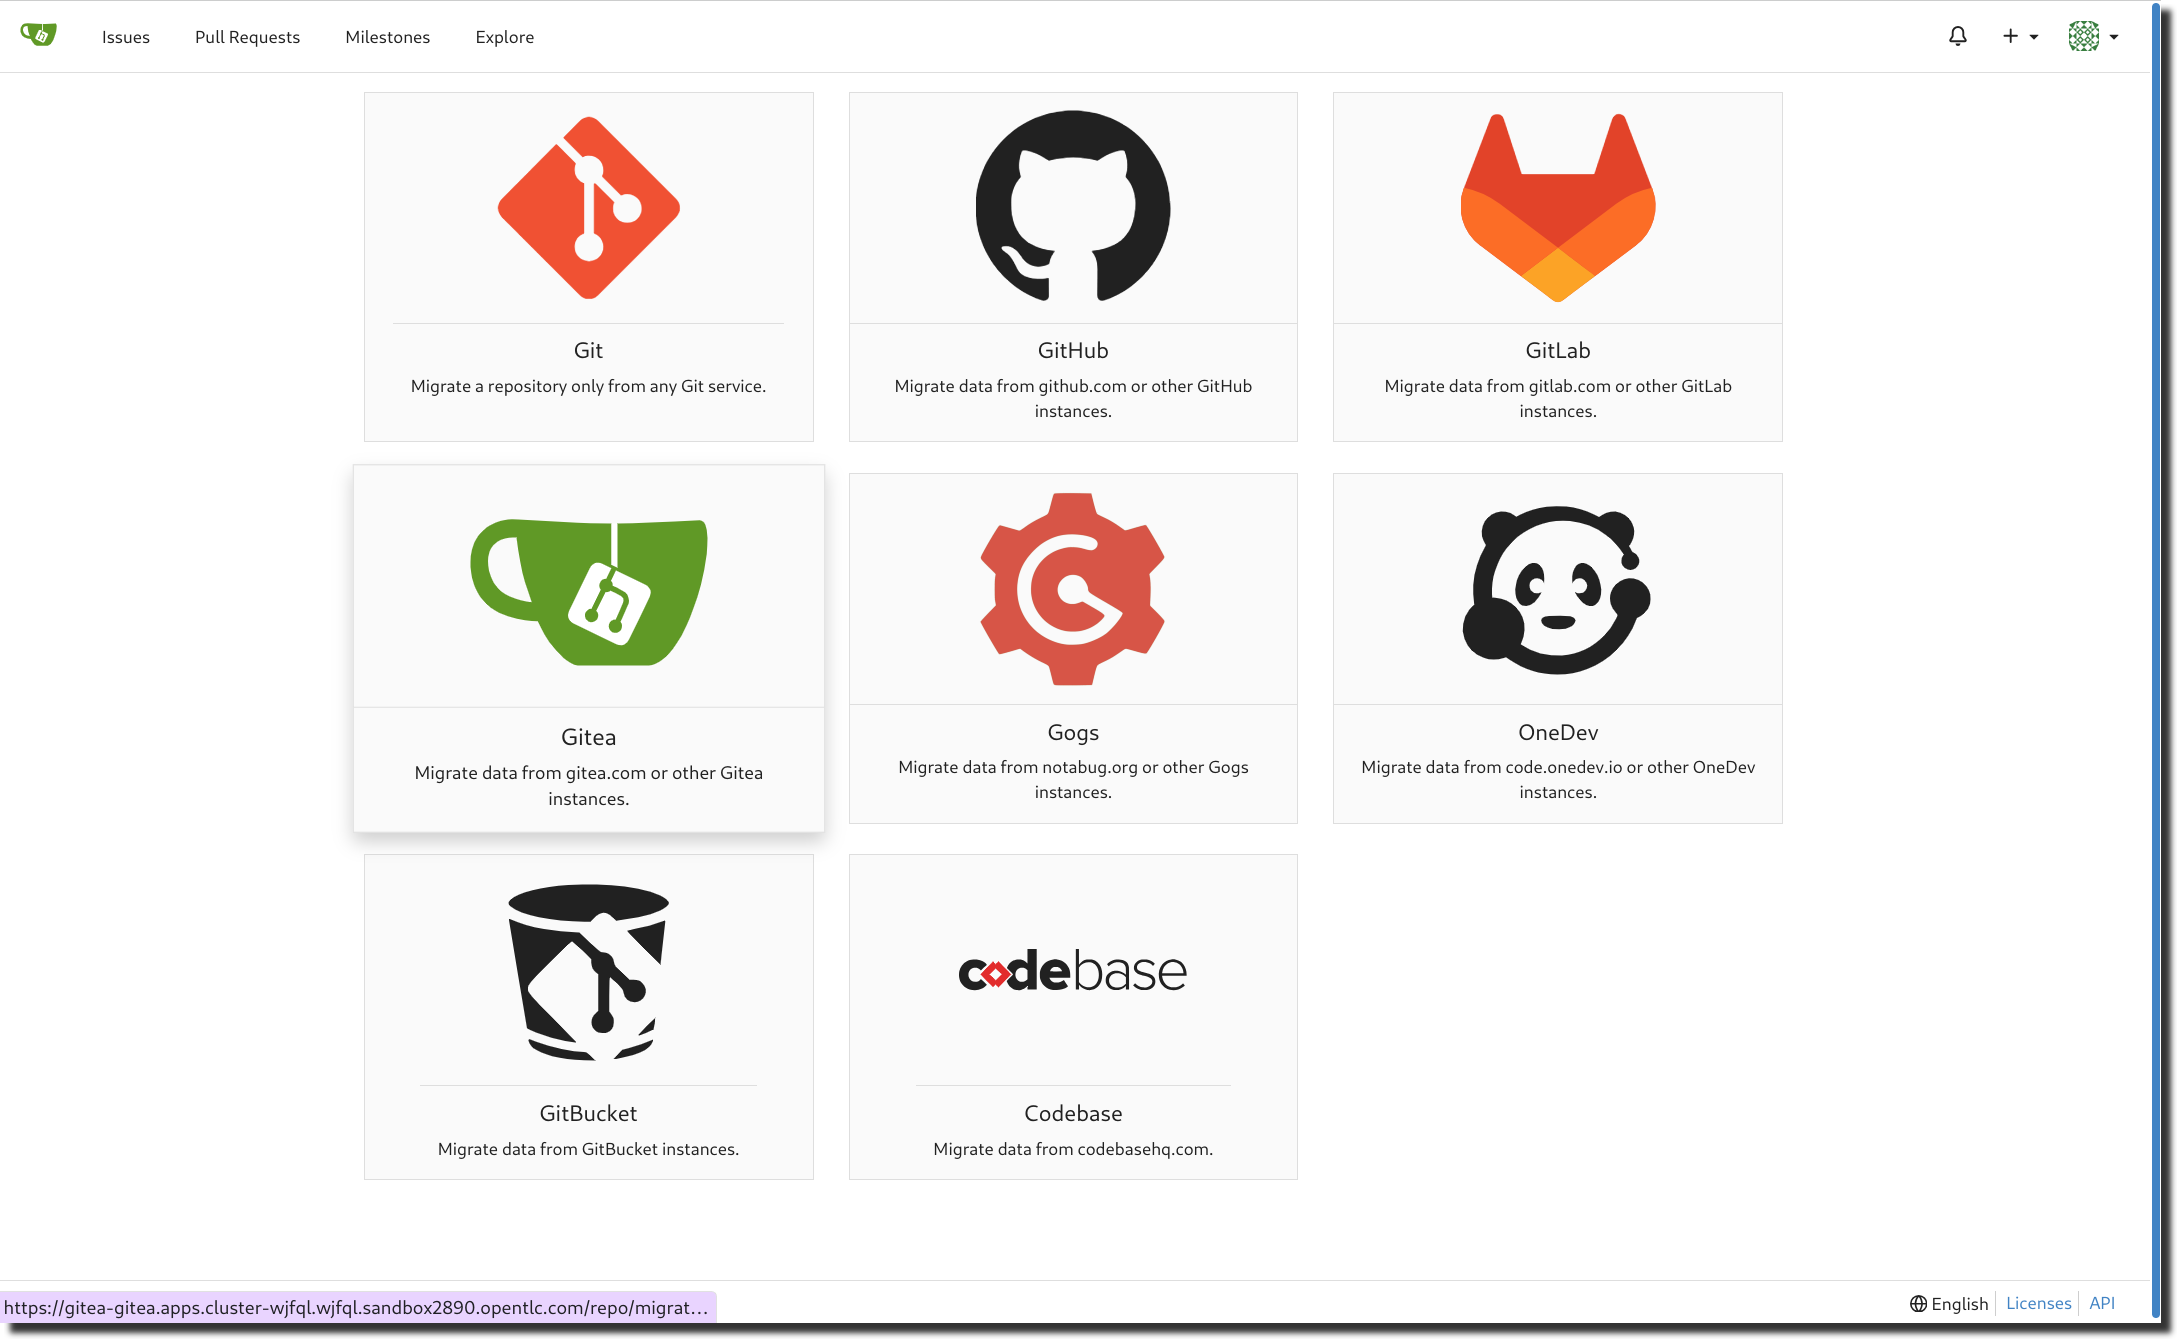 Issues
Pull Requests
Milestones
Explore
Git
Migrate a repository only from any Git service.
GitHub
Migrate data from github.com or other GitHub
instances.
GitLab
Migrate data from gitlab.com or other GitLab
instances.
Gitea
Migrate data from gitea.com or other Gitea
instances.
Gogs
Migrate data from notabug.org or other Gogs
instances.
OneDev
Migrate data from code.onedev.io or other OneDev
instances.
GitBucket
Migrate data from GitBucket instances.
codebase
Codebase
Migrate data from codebasehq.com.
https://gitea-gitea.apps.cluster-wjfql.wjfql.sandbox2890.opentlc.com/repo/migrat...
English
Licenses
API